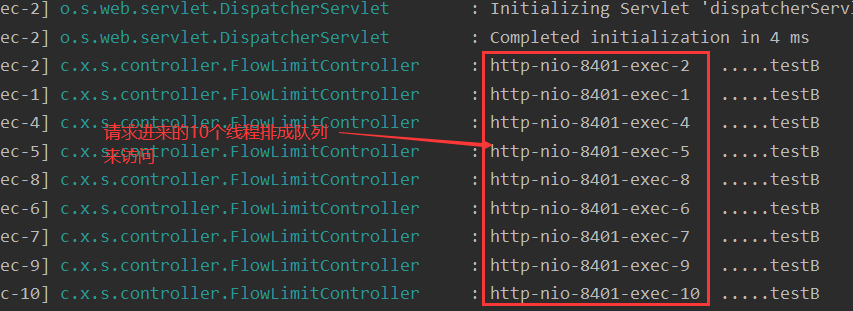 ec-2] o.s.web.servlet.DispatcherServlet : Initializing Servlet 'dispatcherServl
ec-2] o.s.web.servlet.DispatcherServlet : Completed initialization in 4 ms
ec-2] c.x.s.controller.FlowLimitController : http-nio-8401-exec-2 .....testB
ec-1] c.x.s.controller.FlowLimitController : http-nio-8401-exec-1 .....testB
ec-4] c.x.s.controller.FlowLimitController : http-nio-8401-exec-4 .....testB
请求进来的10个线程排成队列
ec-5] c.x.s.controller.FlowLimitController : http-nio-8401-exec-5 .....testB
来访问
ec-8] c.x.s.controller.FlowLimitController : http-nio-8401-exec-8 .....testB
ec-6] c.x.s.controller.FlowLimitController : http-nio-8401-exec-6 .....testB
ec-7] c.x.s.controller.FlowLimitController : http-nio-8401-exec-7 .....testB
ec-9] c.x.s.controller.FlowLimitController : http-nio-8401-exec-9 .....testB
c-10] c.x.s.controller.FlowLimitController : http-nio-8401-exec-10 .....testB